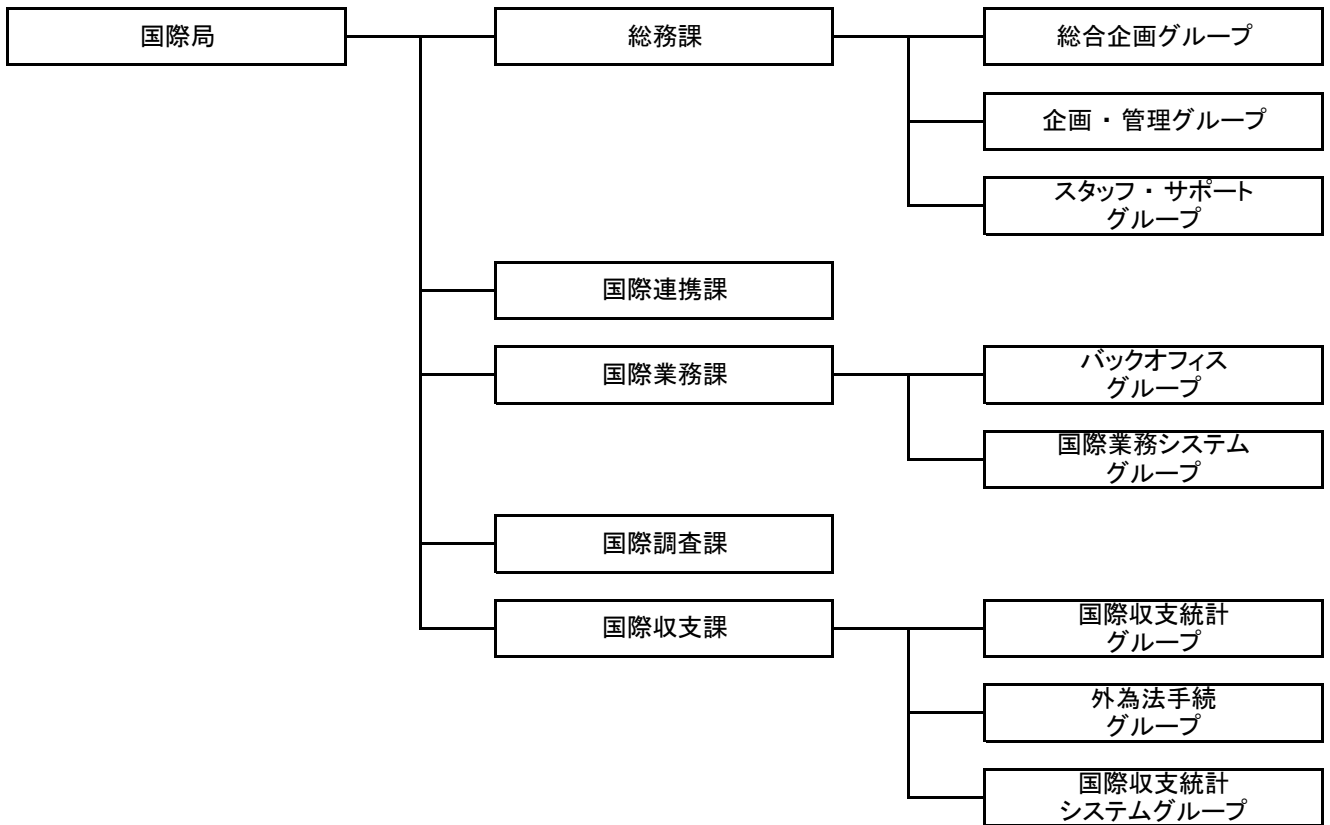 国際局
総務課
総合企画グループ
企画・管理グループ
スタッフ・サポート
グループ
国際連携課
国際業務課
バックオフィス
グループ
国際業務システム
グループ
国際調査課
国際収支課
国際収支統計
グループ
外為法手続
グループ
国際収支統計
システムグループ